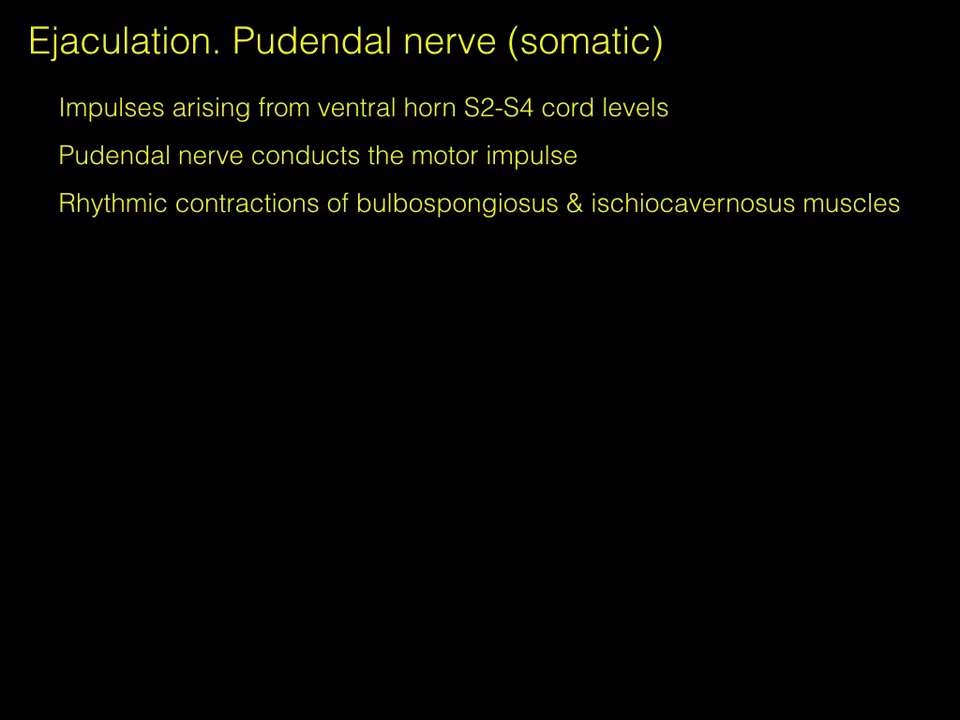 Ejaculation. Pudendal nerve (somatic)
Impulses arising from ventral horn S2-S4 cord levels
Pudendal nerve conducts the motor impulse
Rhythmic contractions of bulbospongiosus & ischiocavernosus muscles